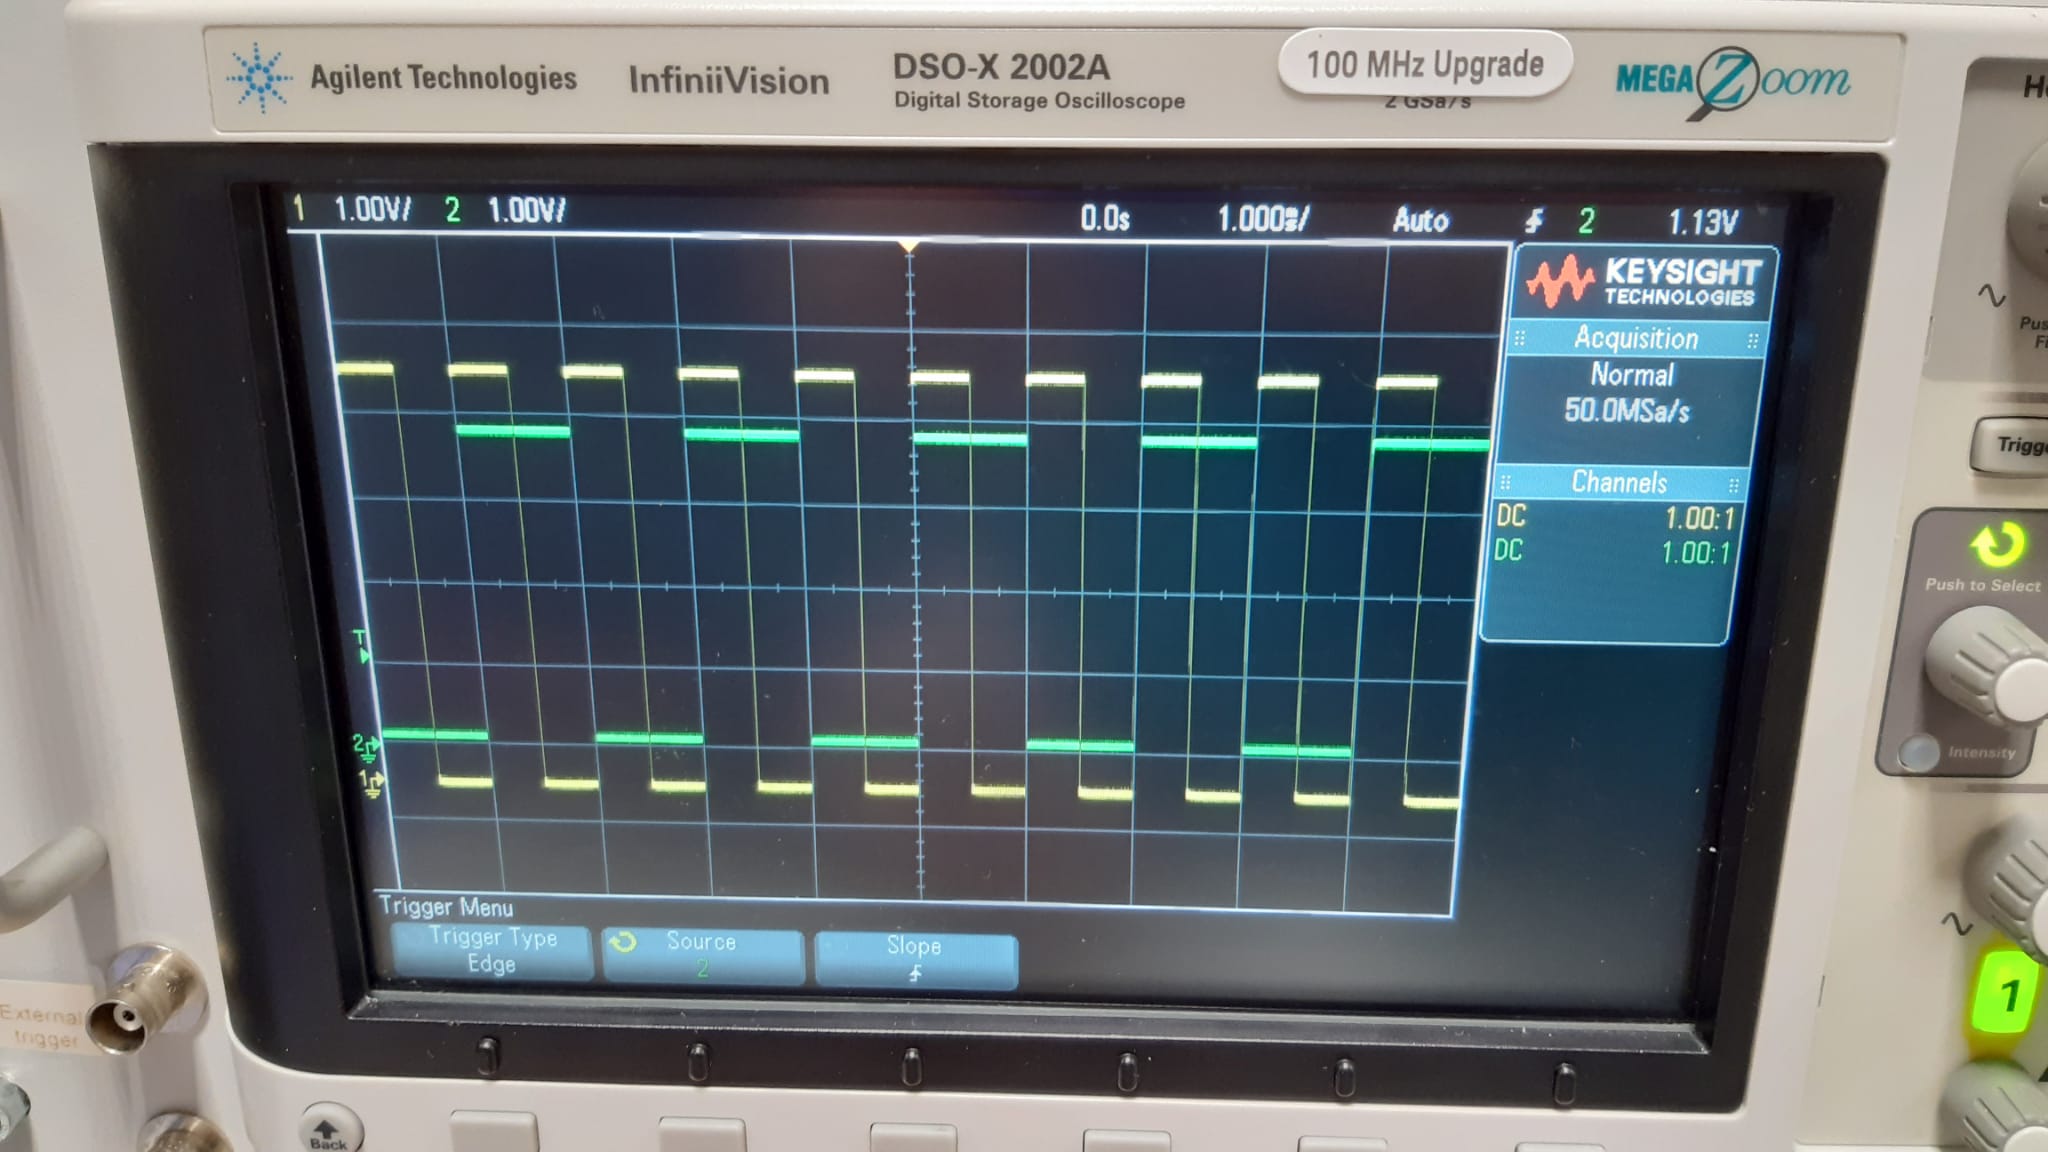 Agilent Technologies InfiniiVision DSO-X 2002A 100 MHz Upgrade MEGA Zoom
Digital Storage Oscilloscope 2 GSa/s
1 1.00V/ 2 1.00V/ 0.0s 1.000ms/ Auto 2 1.13V
KEYSIGHT
TECHNOLOGIES
Acquisition
Normal
50.0MSa/s
Channels
DC 1.00:1
DC 1.00:1
T
2
1
Trigger Menu
Trigger Type
Edge
Source
2
Slope
External
trigger
Back
Push to Select
Intensity
1